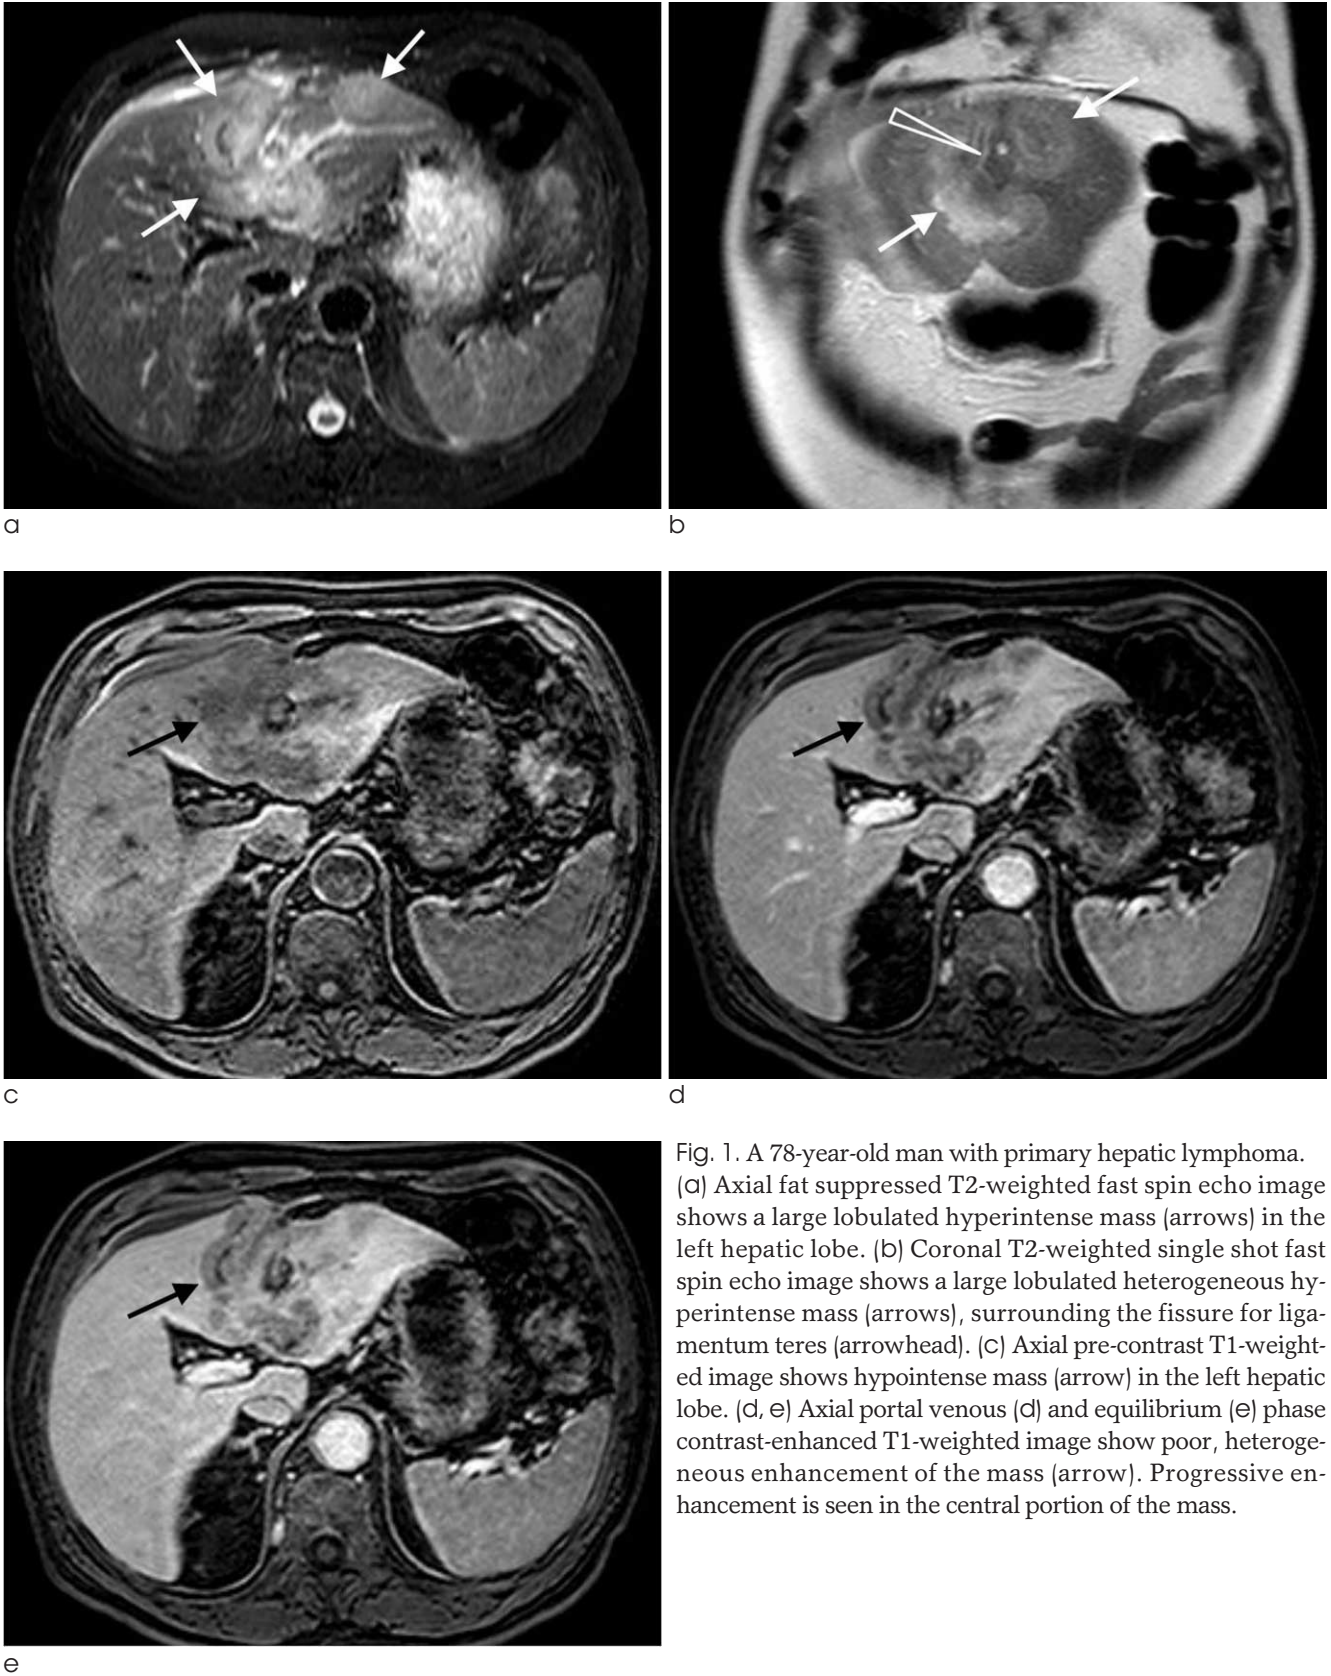 a
b
c
d
Fig. 1. A 78-year-old man with primary hepatic lymphoma.
(a) Axial fat suppressed T2-weighted fast spin echo image
shows a large lobulated hyperintense mass (arrows) in the
left hepatic lobe. (b) Coronal T2-weighted single shot fast
spin echo image shows a large lobulated heterogeneous hy-
perintense mass (arrows), surrounding the fissure for liga-
mentum teres (arrowhead). (c) Axial pre-contrast T1-weight-
ed image shows hypointense mass (arrow) in the left hepatic
lobe. (d, e) Axial portal venous (d) and equilibrium (e) phase
contrast-enhanced T1-weighted image show poor, heteroge-
neous enhancement of the mass (arrow). Progressive en-
hancement is seen in the central portion of the mass.
e